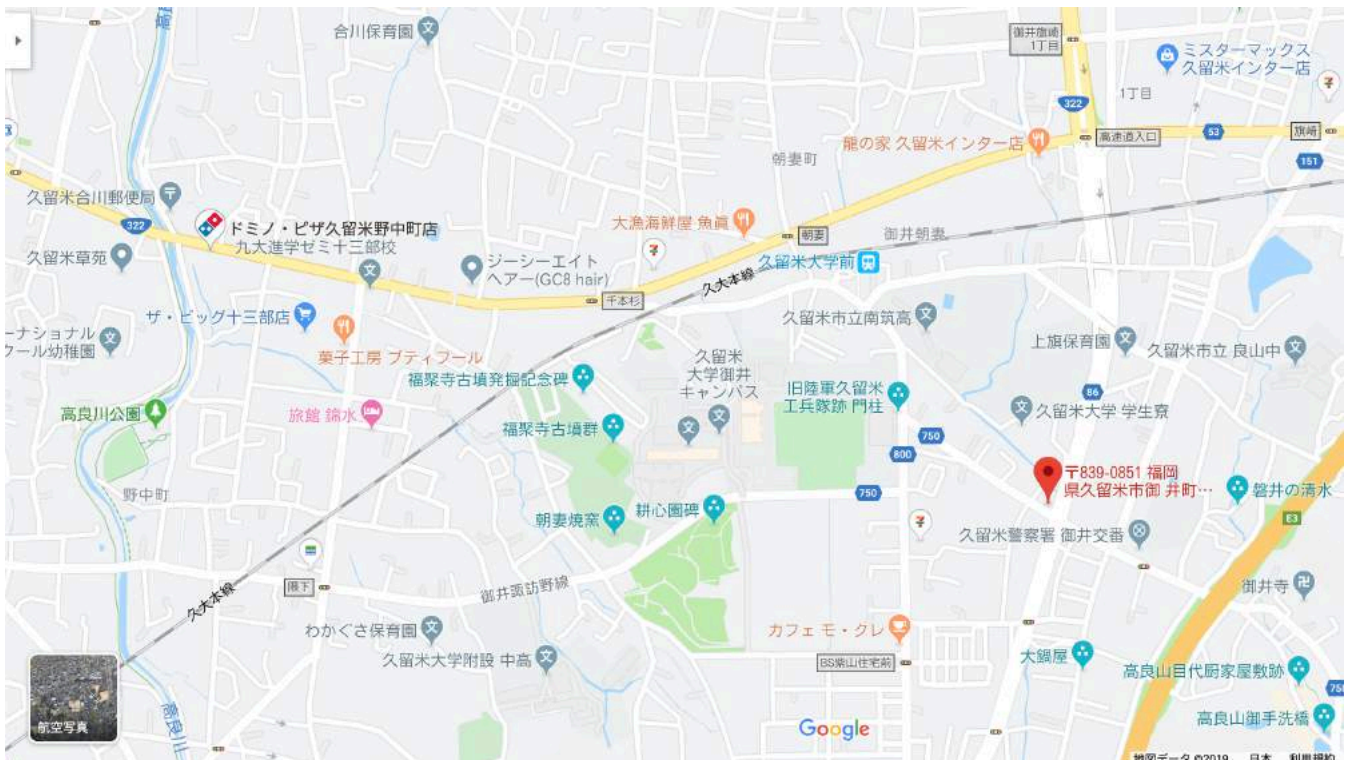 合川保育園
御井旗崎
1丁目
ミスターマックス
久留米インター店
1丁目
322
高速道入口
53
旗崎
151
龍の家 久留米インター店
朝妻町
久留米合川郵便局
322
ドミノ・ピザ久留米野中町店
九大進学ゼミ十三部校
大漁海鮮屋 魚眞
朝妻
御井朝妻
久留米草苑
ジーシーエイト
ヘアー(GC8 hair)
久留米大学前
久大本線
千本杉
ザ・ビッグ十三部店
久留米市立南筑高
上旗保育園
久留米市立 良山中
ーナショナル
クール幼稚園
菓子工房 プティフール
福聚寺古墳発掘記念碑
久留米
大学御井
キャンパス
旧陸軍久留米
工兵隊跡 門柱
86
高良川公園
旅館 錦水
久留米大学 学生寮
福聚寺古墳群
750
800
〒839-0851 福岡
県久留米市御 井町…
磐井の清水
野中町
750
朝妻焼窯
耕心園碑
久留米警察署 御井交番
E3
隈下
御井諏訪野線
久大本線
御井寺
わかくさ保育園
カフェ モ・クレ
久留米大学附設 中高
BS紫山住宅前
大鍋屋
高良山目代厨家屋敷跡
750
高良川
航空写真
Google
高良山御手洗橋
地図データ ©2019
日本
利用規約